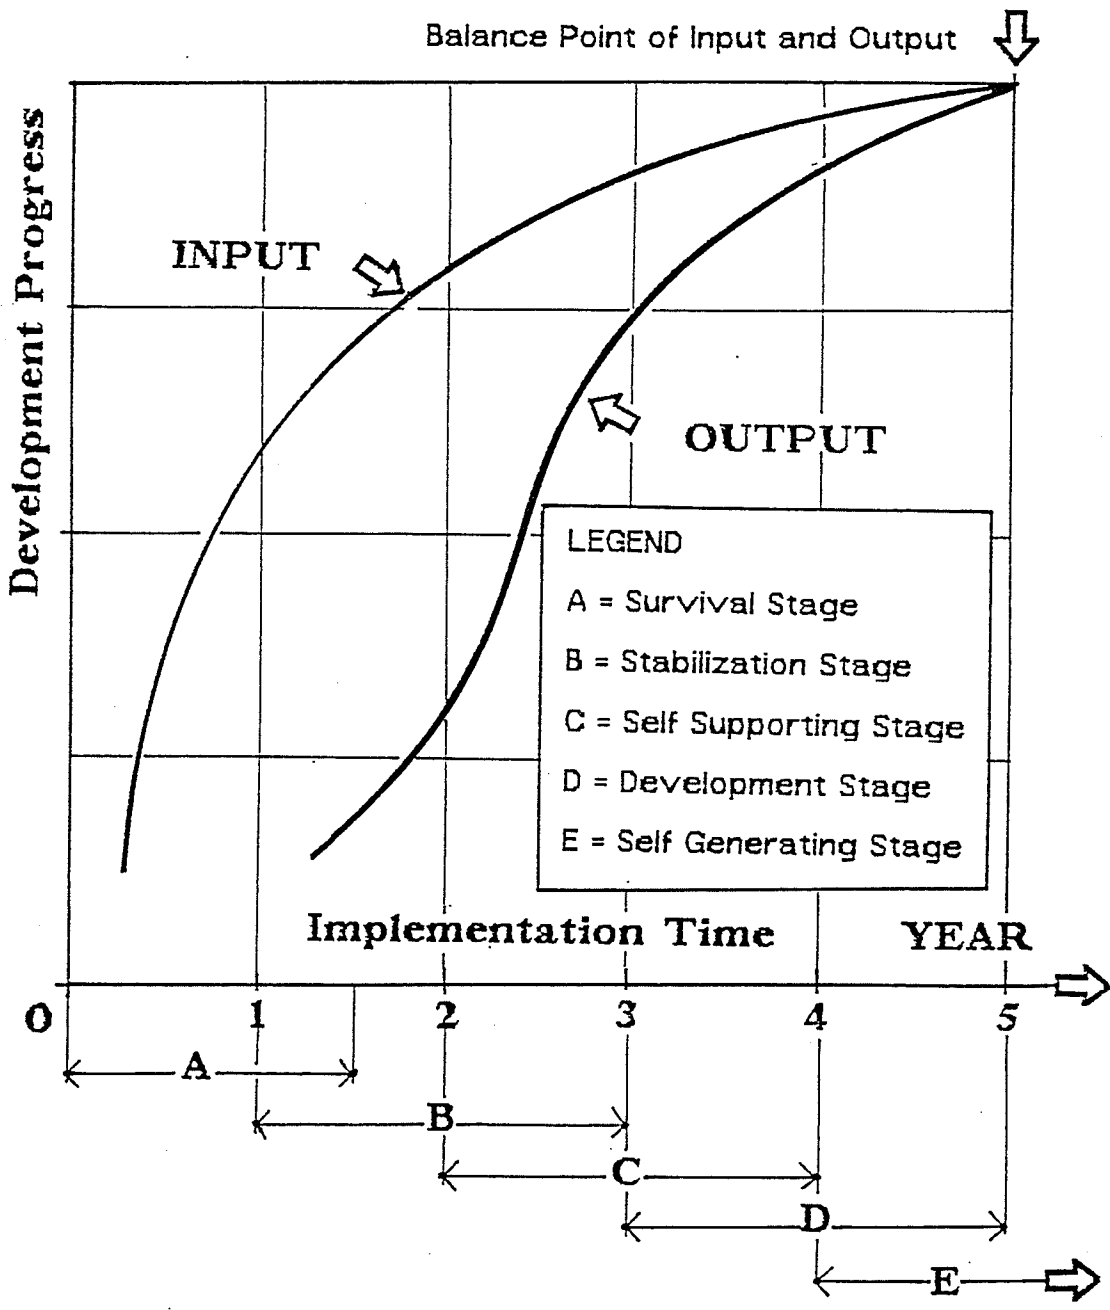 Balance Point of Input and Output
Development Progress
INPUT
OUTPUT
LEGEND
A = Survival Stage
B = Stabilization Stage
C = Self Supporting Stage
D = Development Stage
E = Self Generating Stage
Implementation Time
YEAR
0 1 2 3 4 5
A
B
C
D
E